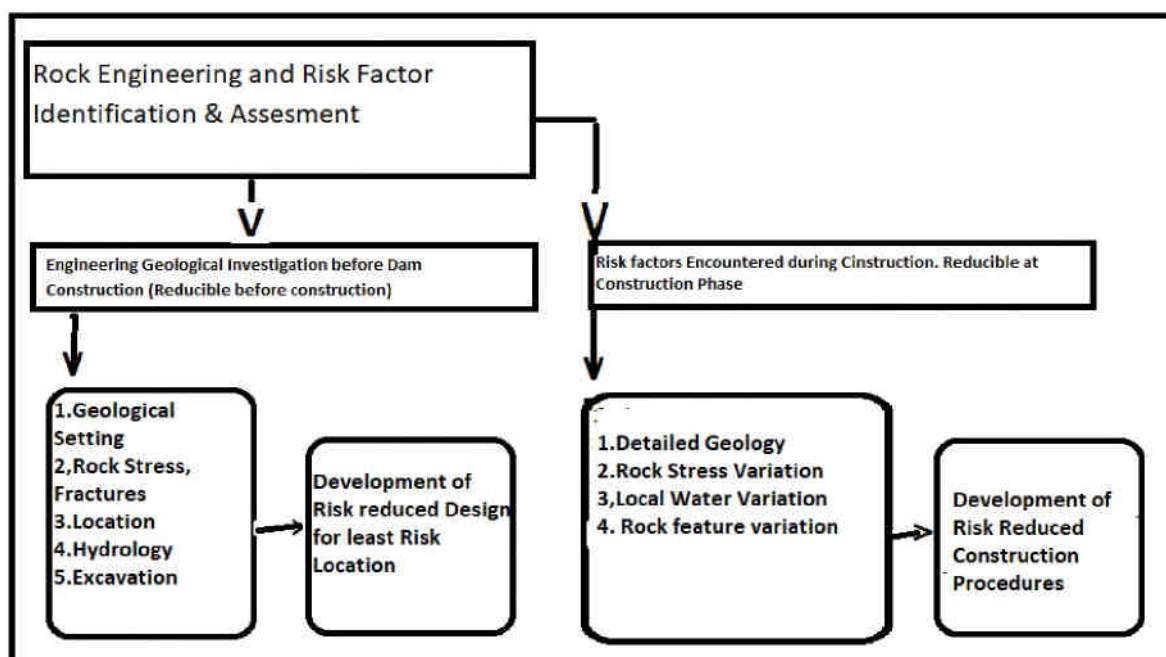 Rock Engineering and Risk Factor
Identification & Assesment
Engineering Geological Investigation before Dam
Construction (Reducible before construction)
Risk factors Encountered during Cinstruction. Reducible at
Construction Phase
1.Geological
Setting
2,Rock Stress,
Fractures
3.Location
4.Hydrology
5.Excavation
Development of
Risk reduced Design
for least Risk
Location
1.Detailed Geology
2.Rock Stress Variation
3,Local Water Variation
4. Rock feature variation
Development of
Risk Reduced
Construction
Procedures